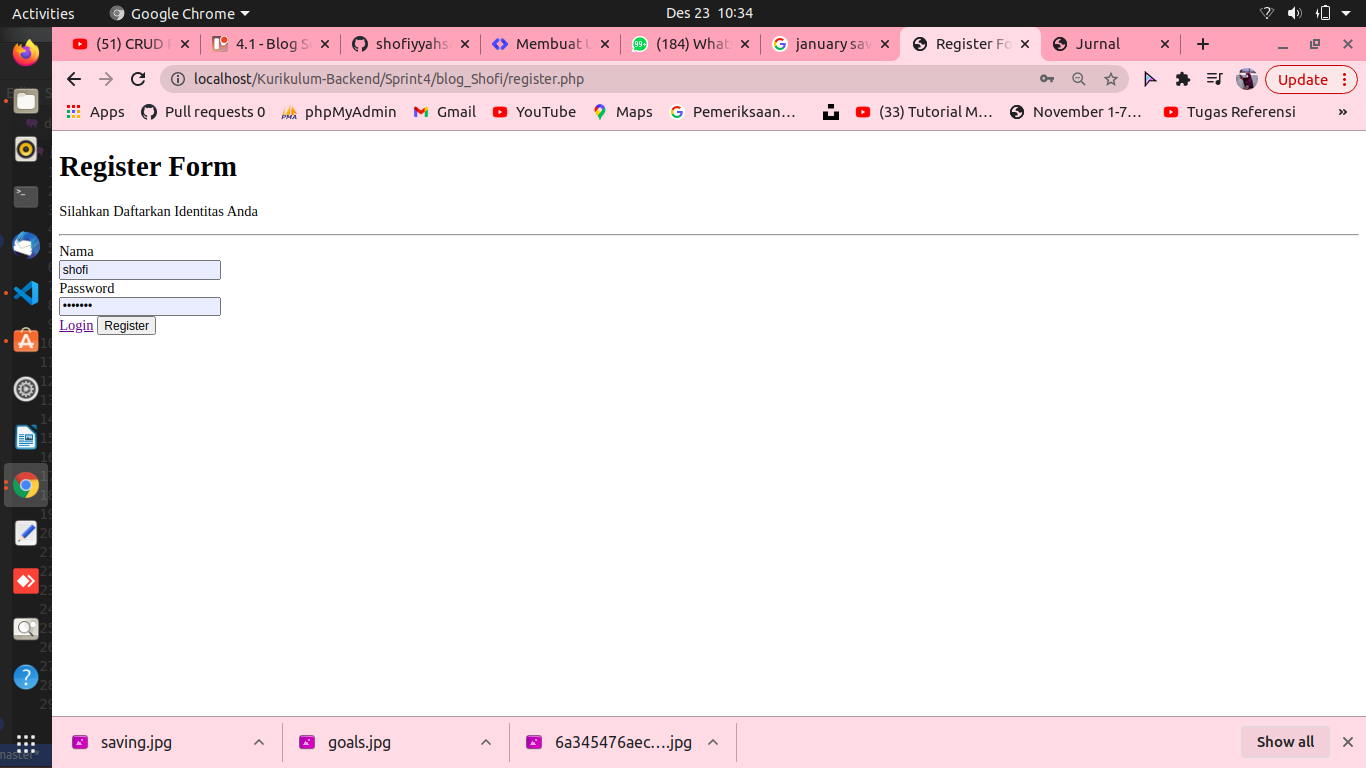 Activities Google Chrome Des 23 10:34
(51) CRUD 4.1 - Blog S shofiyyahs Membuat (184) What january sav Register Fo Jurnal
localhost/Kurikulum-Backend/Sprint4/blog_Shofi/register.php Update
Apps Pull requests 0 phpMyAdmin Gmail YouTube Maps Pemeriksaan… (33) Tutorial M… November 1-7… Tugas Referensi »
Register Form
Silahkan Daftarkan Identitas Anda
Nama
shofi
Password
•••••••
Login Register
saving.jpg goals.jpg 6a345476aec….jpg Show all